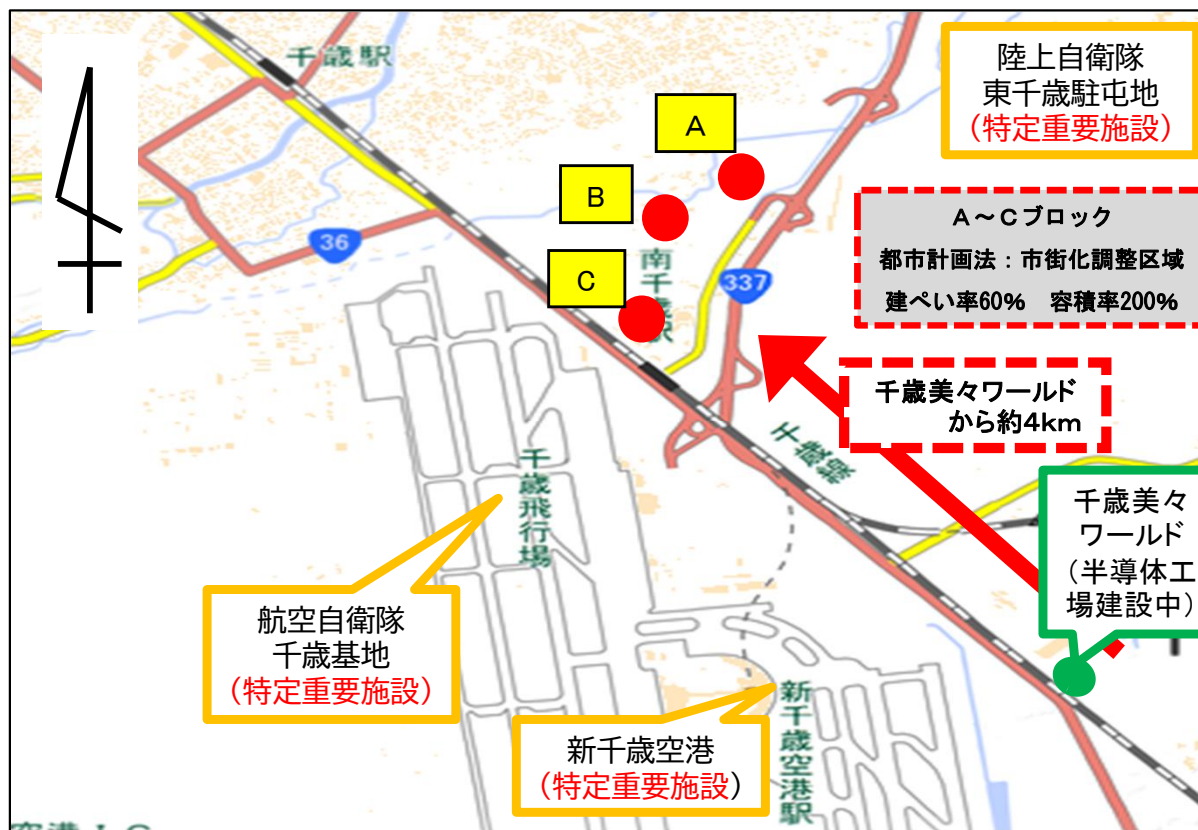 千歳駅
陸上自衛隊
東千歳駐屯地
(特定重要施設)
A
B
C
36
南千歳駅
337
A~Cブロック
都市計画法:市街化調整区域
建ぺい率60% 容積率200%
千歳美々ワールド
から約4km
千歳線
千歳飛行場
千歳美々
ワールド
(半導体工
場建設中)
航空自衛隊
千歳基地
(特定重要施設)
新千歳空港
(特定重要施設)
新千歳空港駅